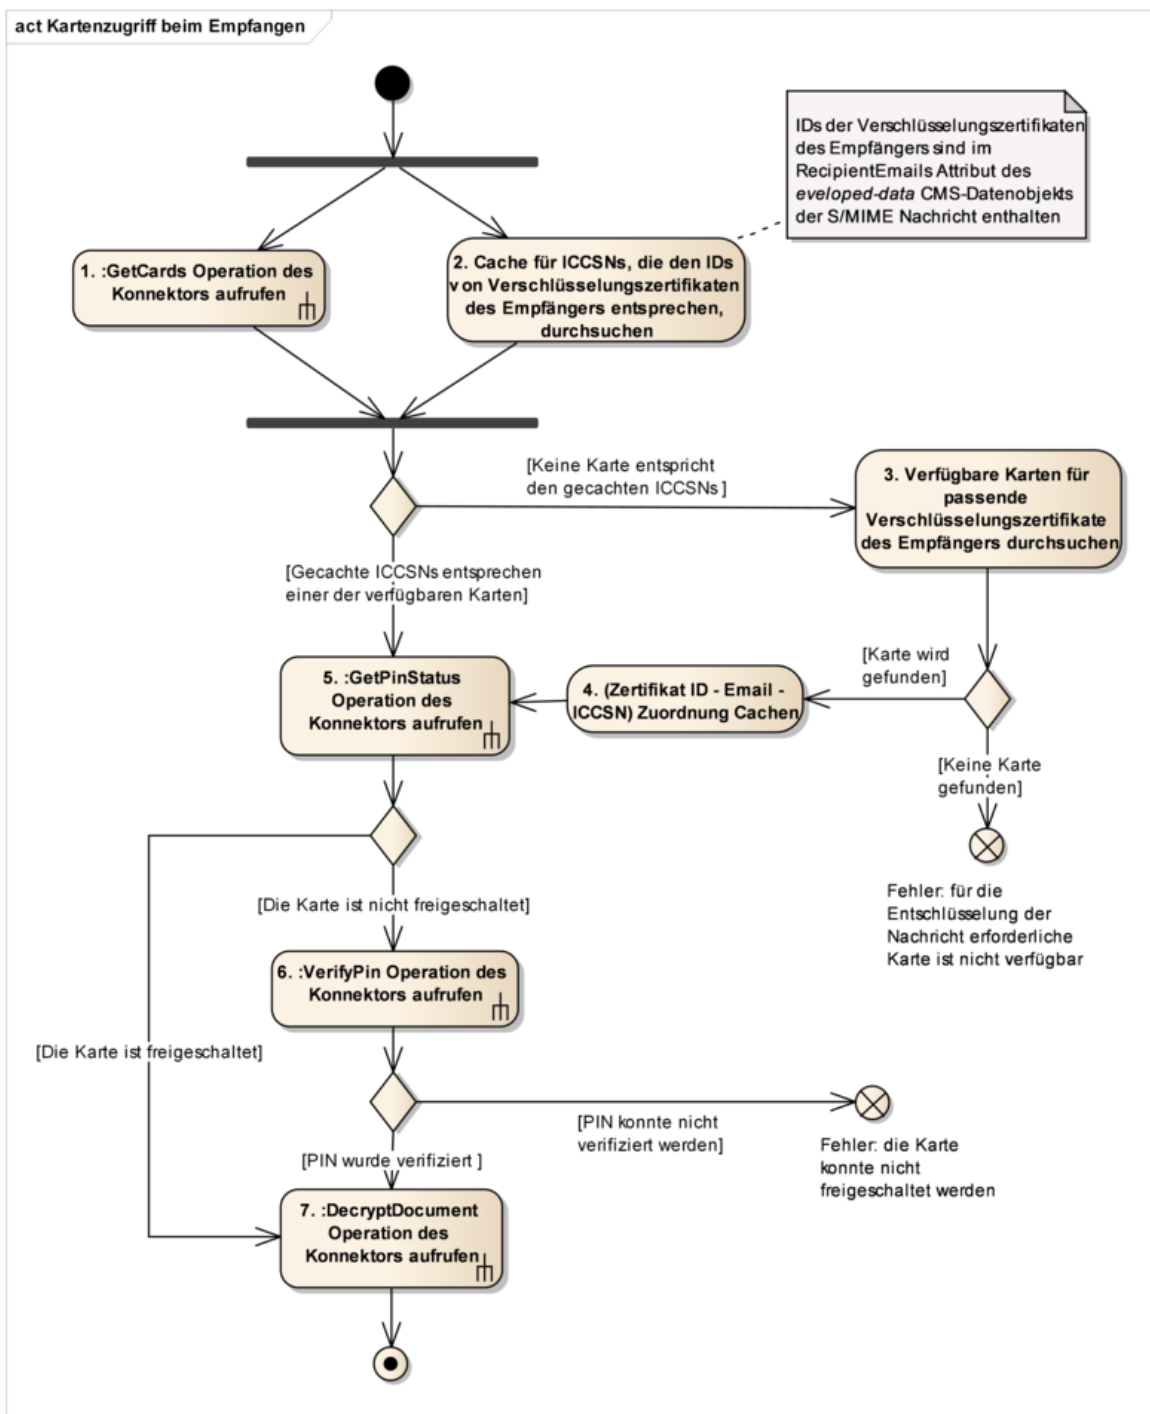 act Kartenzugriff beim Empfangen
IDs der Verschlüsselungszertifikaten
des Empfängers sind im
RecipientEmails Attribut des
eveloped-data CMS-Datenobjekts
der S/MIME Nachricht enthalten
1. :GetCards Operation des
Konnektors aufrufen
2. Cache für ICCSNs, die den IDs
von Verschlüsselungszertifikaten
des Empfängers entsprechen,
durchsuchen
[Keine Karte entspricht
den gecachten ICCSNs ]
3. Verfügbare Karten für
passende
Verschlüsselungszertifikate
des Empfängers durchsuchen
[Gecachte ICCSNs entsprechen
einer der verfügbaren Karten]
[Karte wird
gefunden]
5. :GetPinStatus
Operation des
Konnektors aufrufen
4. (Zertifikat ID - Email -
ICCSN) Zuordnung Cachen
[Keine Karte
gefunden]
Fehler: für die
Entschlüsselung der
Nachricht erforderliche
Karte ist nicht verfügbar
[Die Karte ist nicht freigeschaltet]
6. :VerifyPin Operation des
Konnektors aufrufen
[Die Karte ist freigeschaltet]
[PIN konnte nicht
verifiziert werden]
Fehler: die Karte
konnte nicht
freigeschaltet werden
[PIN wurde verifiziert ]
7. :DecryptDocument
Operation des
Konnektors aufrufen